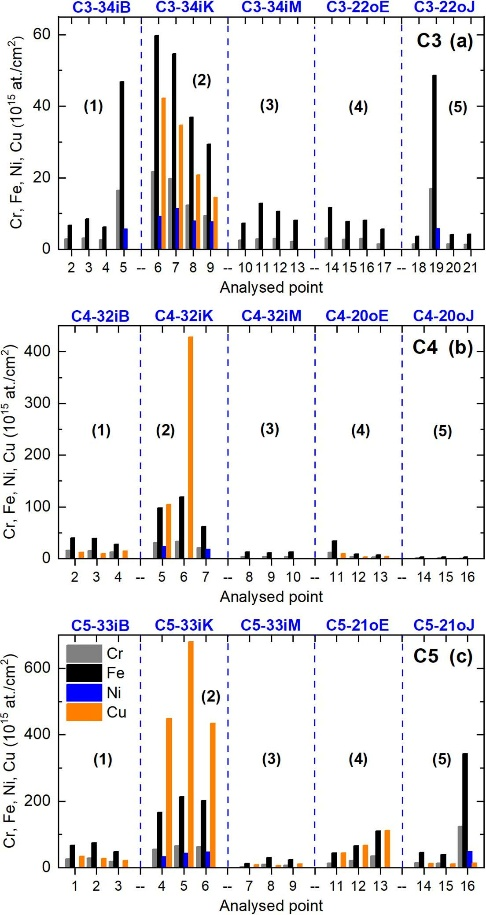 C3-34iB C3-34iK C3-34iM C3-22oE C3-22oJ
C3 (a)
60
40
20
0
(1) (2) (3) (4) (5)
Cr, Fe, Ni, Cu (10^15 at./cm^2)
2 3 4 5 -- 6 7 8 9 -- 10 11 12 13 -- 14 15 16 17 -- 18 19 20 21
Analysed point
C4-32iB C4-32iK C4-32iM C4-20oE C4-20oJ
C4 (b)
400
300
200
100
0
(1) (2) (3) (4) (5)
Cr, Fe, Ni, Cu (10^15 at./cm^2)
2 3 4 -- 5 6 7 -- 8 9 10 -- 11 12 13 -- 14 15 16
Analysed point
C5-33iB C5-33iK C5-33iM C5-21oE C5-21oJ
C5 (c)
Cr
Fe
Ni
Cu
600
400
200
0
(1) (2) (3) (4) (5)
Cr, Fe, Ni, Cu (10^15 at./cm^2)
1 2 3 -- 4 5 6 -- 7 8 9 -- 11 12 13 -- 14 15 16
Analysed point